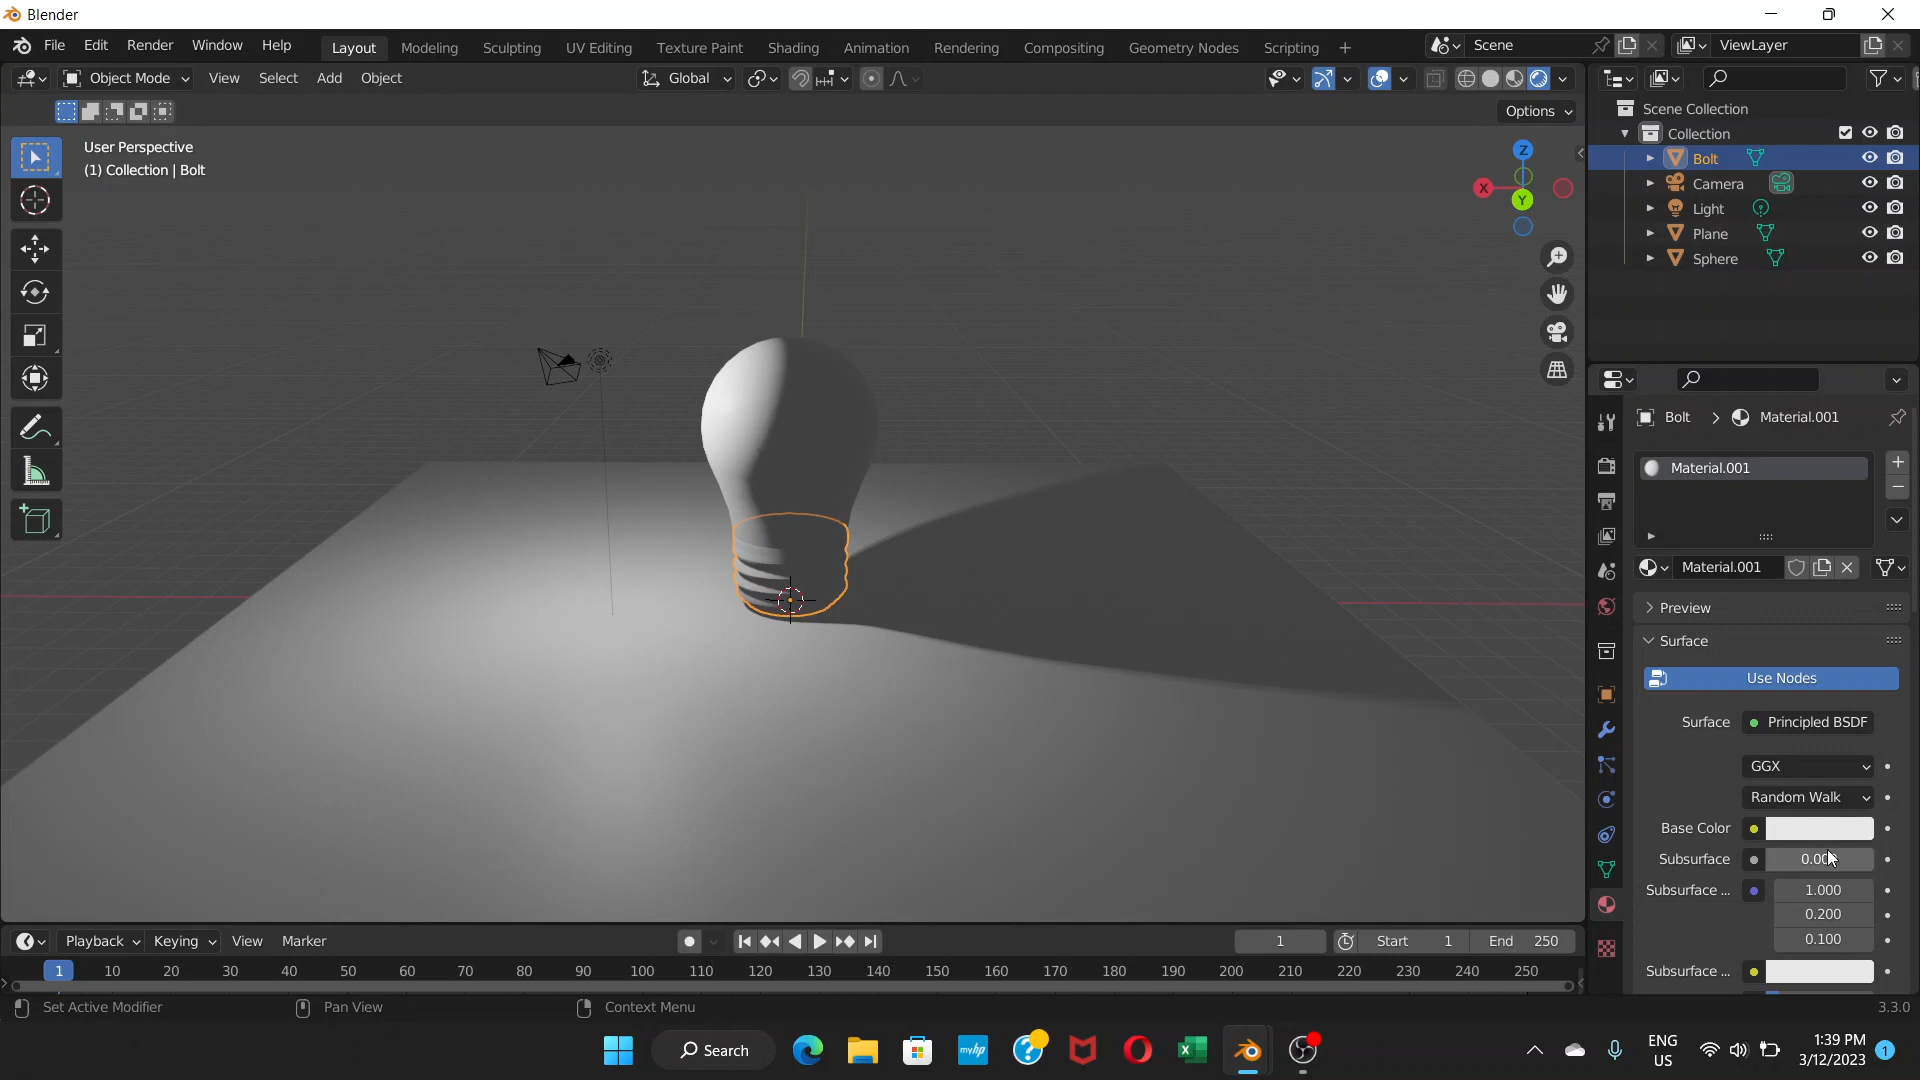 Blender
File Edit Render Window Help Layout Modeling Sculpting UV Editing Texture Paint Shading Animation Rendering Compositing Geometry Nodes Scripting + Scene ViewLayer
Object Mode View Select Add Object Global
Options
User Perspective
(1) Collection | Bolt
Z
X
Y
Scene Collection
Collection
Bolt
Camera
Light
Plane
Sphere
Bolt > Material.001
Material.001
Material.001
Preview
Surface
Use Nodes
Surface Principled BSDF
GGX
Random Walk
Base Color
Subsurface
Subsurface ... 1.000
0.200
0.100
Subsurface ...
Playback Keying View Marker 1 Start 1 End 250
1 10 20 30 40 50 60 70 80 90 100 110 120 130 140 150 160 170 180 190 200 210 220 230 240 250
Set Active Modifier Pan View Context Menu 3.3.0
Search
myhp
ENG
US
1:39 PM
3/12/2023
1